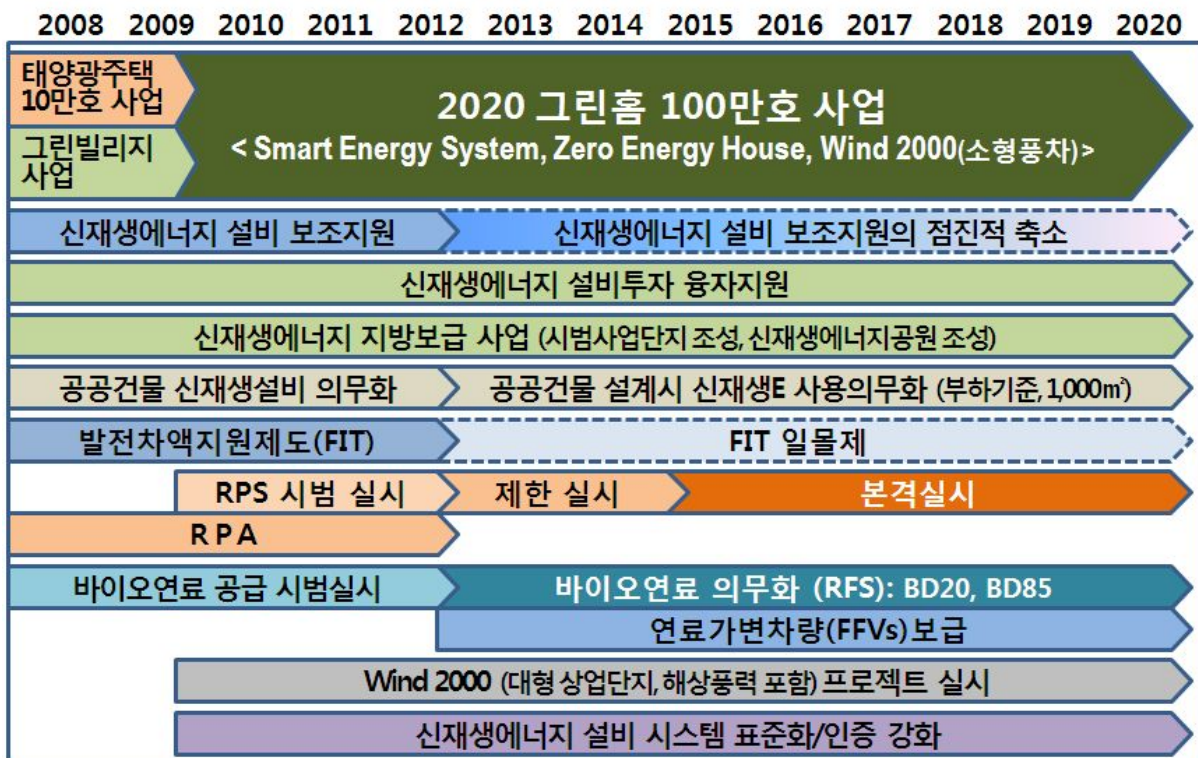 2008 2009 2010 2011 2012 2013 2014 2015 2016 2017 2018 2019 2020
태양광주택
10만호 사업
그린빌리지
사업
2020 그린홈 100만호 사업
< Smart Energy System, Zero Energy House, Wind 2000(소형풍차)>
신재생에너지 설비 보조지원
신재생에너지 설비 보조지원의 점진적 축소
신재생에너지 설비투자 융자지원
신재생에너지 지방보급 사업 (시범사업단지 조성, 신재생에너지공원 조성)
공공건물 신재생설비 의무화
공공건물 설계시 신재생E 사용의무화 (부하기준, 1,000㎡)
발전차액지원제도(FIT)
FIT 일몰제
RPS 시범 실시
제한 실시
본격실시
RPA
바이오연료 공급 시범실시
바이오연료 의무화 (RFS): BD20, BD85
연료가변차량(FFVs)보급
Wind 2000 (대형 상업단지, 해상풍력 포함) 프로젝트 실시
신재생에너지 설비 시스템 표준화/인증 강화